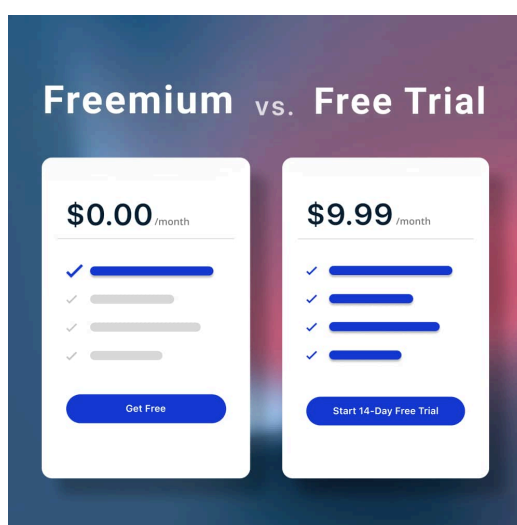 Freemium vs. Free Trial
$0.00 /month
Get Free
$9.99 /month
Start 14-Day Free Trial